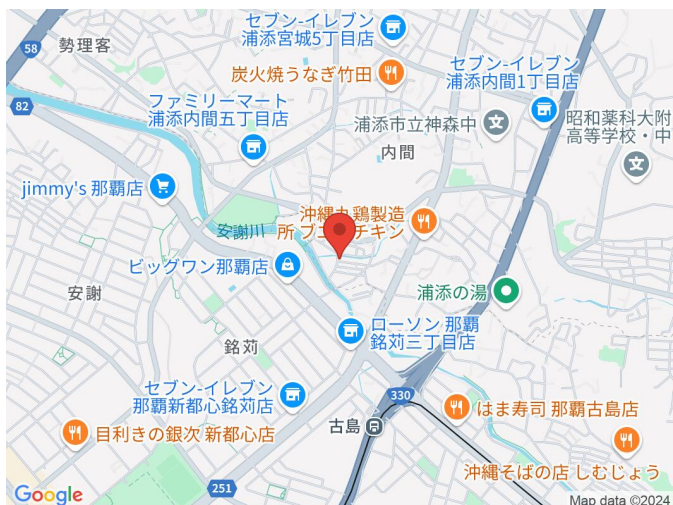 セブン-イレブン
浦添宮城5丁目店
勢理客
58
セブン-イレブン
浦添内間1丁目店
炭火焼うなぎ竹田
82
ファミリーマート
浦添内間五丁目店
浦添市立神森中
昭和薬科大附
高等学校・中
内間
jimmy's 那覇店
沖縄丸鶏製造
所 ブエノチキン
安謝川
ビッグワン那覇店
安謝
浦添の湯
ローソン 那覇
銘苅三丁目店
銘苅
セブン-イレブン
那覇新都心銘苅店
330
はま寿司 那覇古島店
目利きの銀次 新都心店
古島
沖縄そばの店 しむじょう
251
Google
Map data ©2024